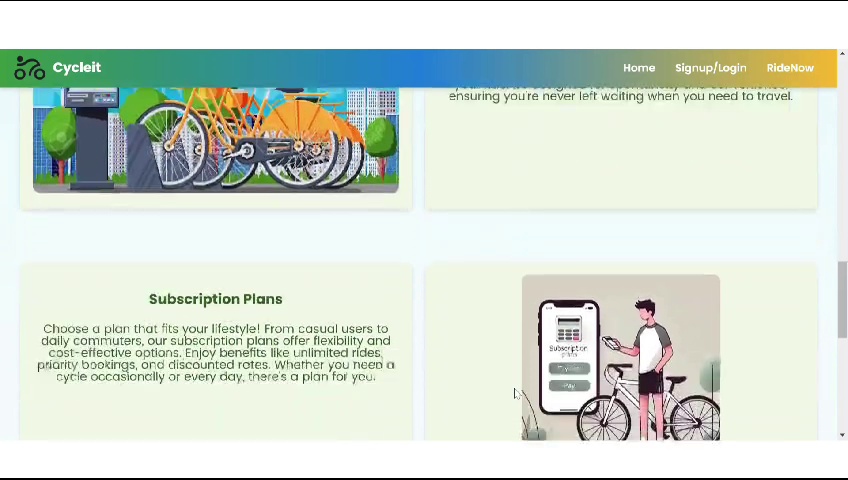 Cycleit
Home
Signup/Login
RideNow
ensuring you're never left waiting when you need to travel.
Subscription Plans
Choose a plan that fits your lifestyle! From casual users to
daily commuters, our subscription plans offer flexibility and
cost-effective options. Enjoy benefits like unlimited rides,
priority bookings, and discounted rates. Whether you need a
cycle occasionally or every day, there's a plan for you.
Subscription
plans